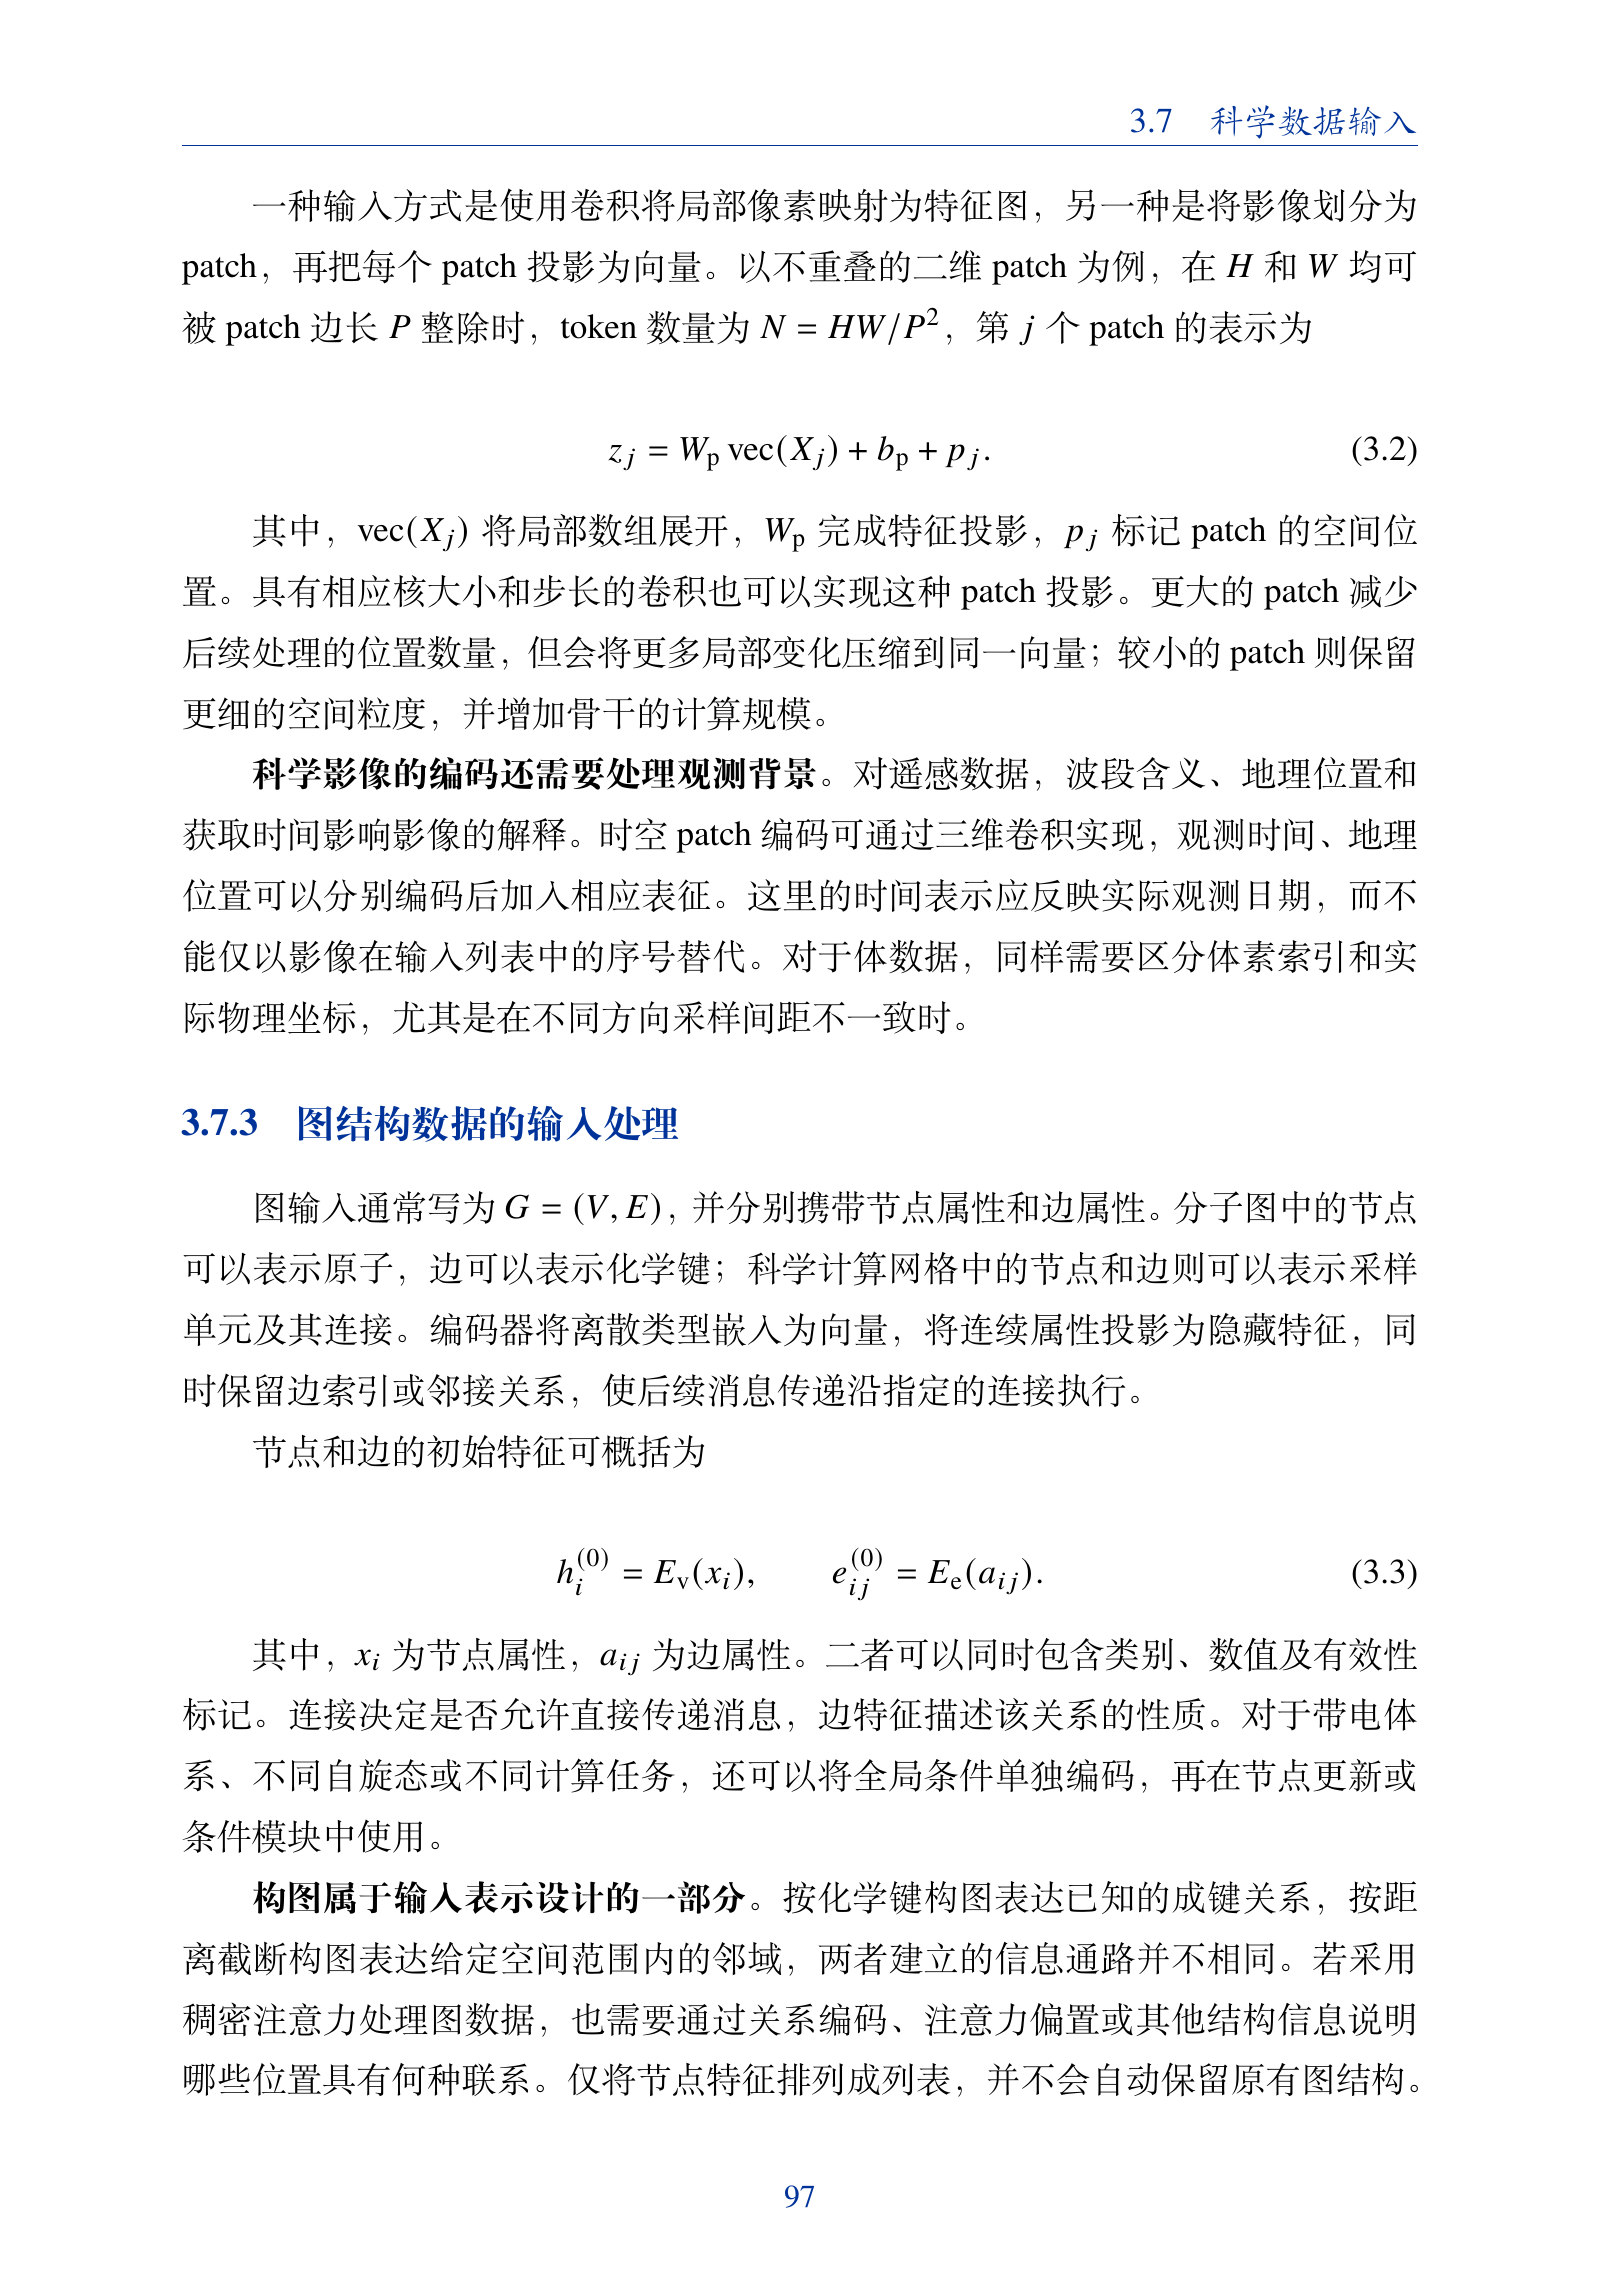 3.7 科学数据输入
一种输入方式是使用卷积将局部像素映射为特征图，另一种是将影像划分为
patch，再把每个 patch 投影为向量。以不重叠的二维 patch 为例，在 H 和 W 均可
被 patch 边长 P 整除时，token 数量为 N = HW/P²，第 j 个 patch 的表示为
z_j = W_p vec(X_j) + b_p + p_j. (3.2)
其中，vec(X_j) 将局部数组展开，W_p 完成特征投影，p_j 标记 patch 的空间位
置。具有相应核大小和步长的卷积也可以实现这种 patch 投影。更大的 patch 减少
后续处理的位置数量，但会将更多局部变化压缩到同一向量；较小的 patch 则保留
更细的空间粒度，并增加骨干的计算规模。
科学影像的编码还需要处理观测背景。对遥感数据，波段含义、地理位置和
获取时间影响影像的解释。时空 patch 编码可通过三维卷积实现，观测时间、地理
位置可以分别编码后加入相应表征。这里的时间表示应反映实际观测日期，而不
能仅以影像在输入列表中的序号替代。对于体数据，同样需要区分体素索引和实
际物理坐标，尤其是在不同方向采样间距不一致时。
3.7.3 图结构数据的输入处理
图输入通常写为 G = (V, E)，并分别携带节点属性和边属性。分子图中的节点
可以表示原子，边可以表示化学键；科学计算网格中的节点和边则可以表示采样
单元及其连接。编码器将离散类型嵌入为向量，将连续属性投影为隐藏特征，同
时保留边索引或邻接关系，使后续消息传递沿指定的连接执行。
节点和边的初始特征可概括为
h_i^{(0)} = E_v(x_i), e_{ij}^{(0)} = E_e(a_{ij}). (3.3)
其中，x_i 为节点属性，a_{ij} 为边属性。二者可以同时包含类别、数值及有效性
标记。连接决定是否允许直接传递消息，边特征描述该关系的性质。对于带电体
系、不同自旋态或不同计算任务，还可以将全局条件单独编码，再在节点更新或
条件模块中使用。
构图属于输入表示设计的一部分。按化学键构图表达已知的成键关系，按距
离截断构图表达给定空间范围内的邻域，两者建立的信息通路并不相同。若采用
稠密注意力处理图数据，也需要通过关系编码、注意力偏置或其他结构信息说明
哪些位置具有何种联系。仅将节点特征排列成列表，并不会自动保留原有图结构。
97